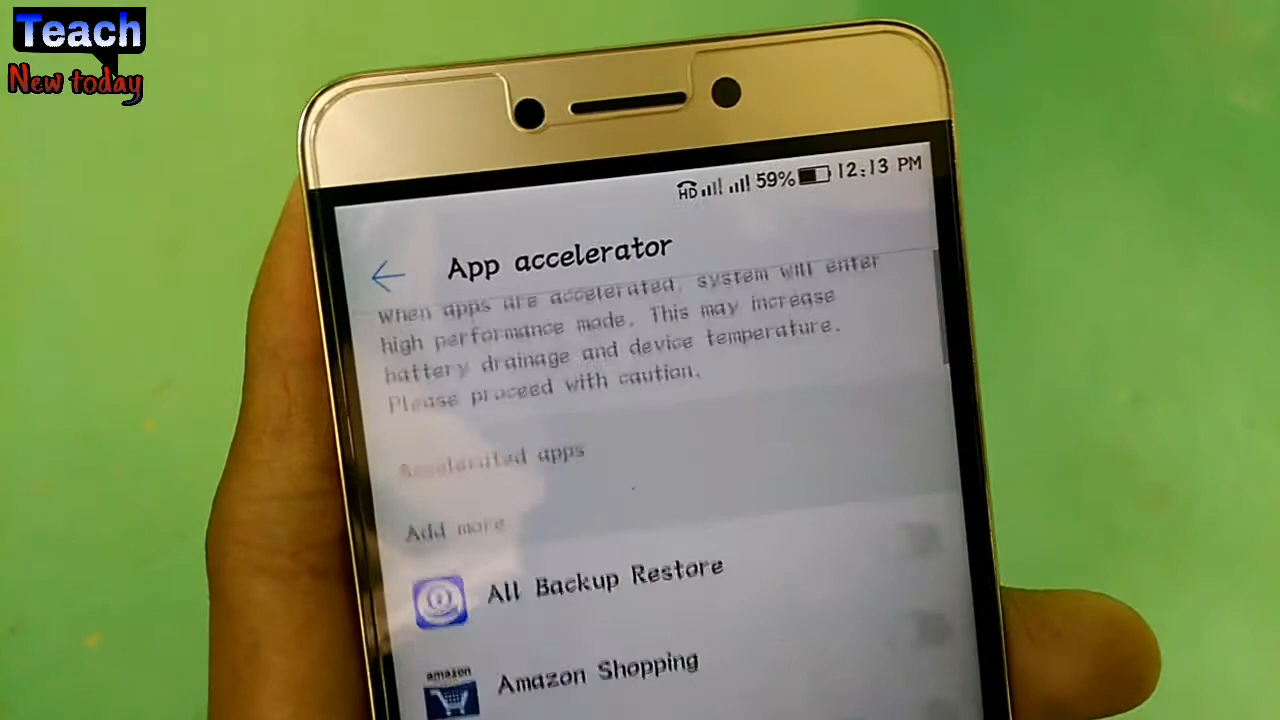 Teach
New today
HD 59% 12:13 PM
App accelerator
When apps are accelerated, system will enter
high performance made. This may increase
battery drainage and device temperature.
Please proceed with caution.
Accelerated apps
Add more
All Backup Restore
amazon
Amazon Shopping